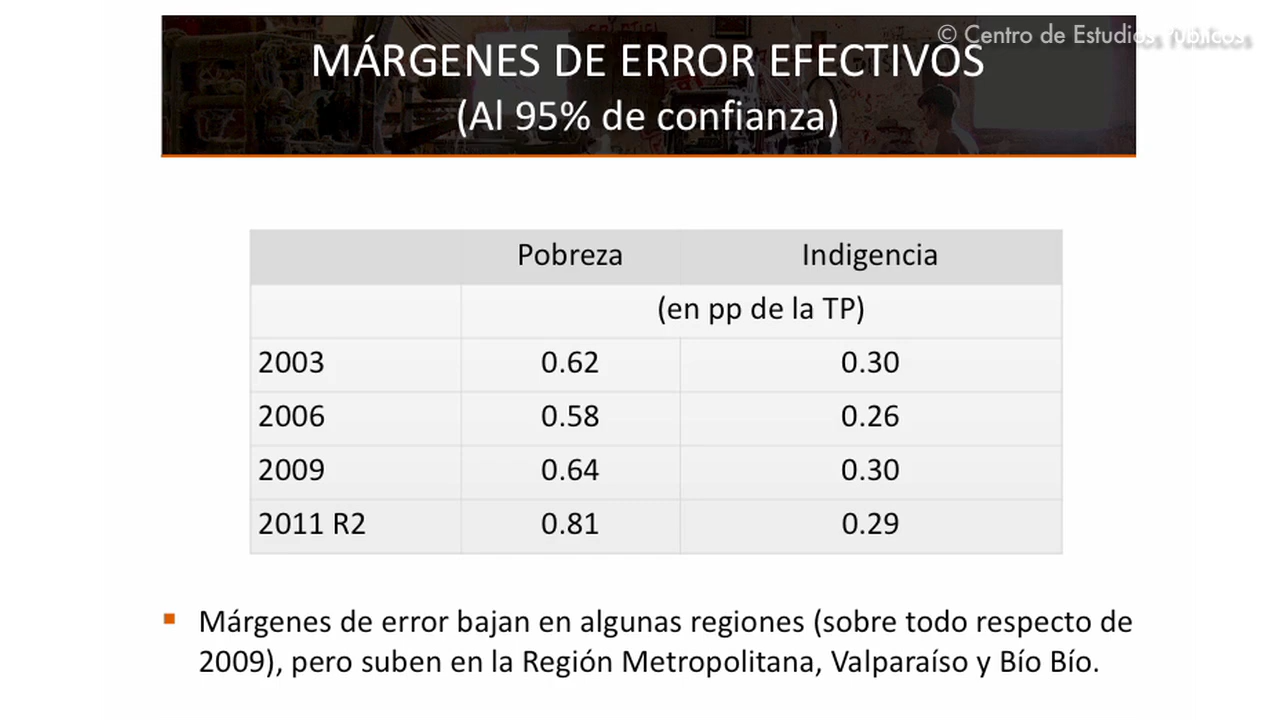 © Centro de Estudios Públicos
MÁRGENES DE ERROR EFECTIVOS
(Al 95% de confianza)
Pobreza Indigencia
(en pp de la TP)
2003 0.62 0.30
2006 0.58 0.26
2009 0.64 0.30
2011 R2 0.81 0.29
Márgenes de error bajan en algunas regiones (sobre todo respecto de
2009), pero suben en la Región Metropolitana, Valparaíso y Bío Bío.